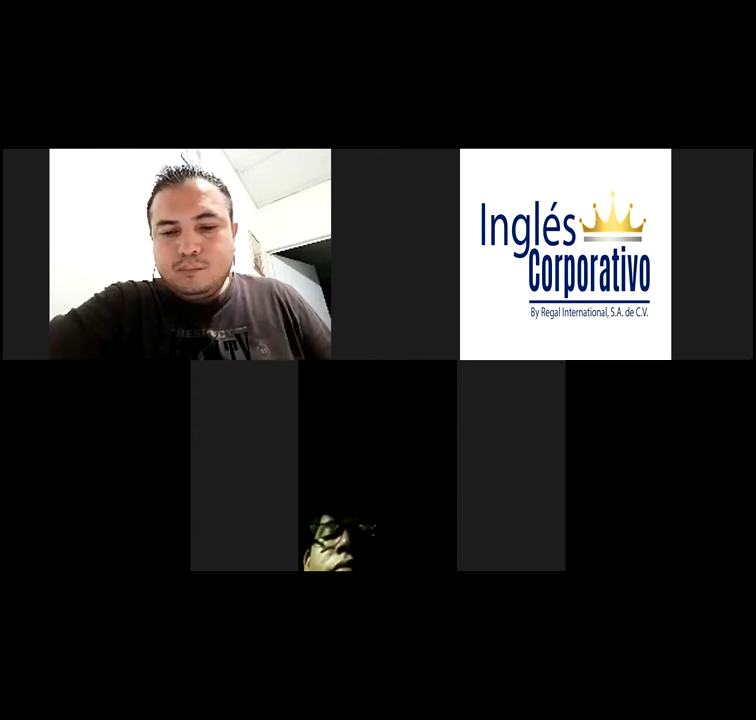 Inglés
Corporativo
By Regal International, S.A. de C.V.